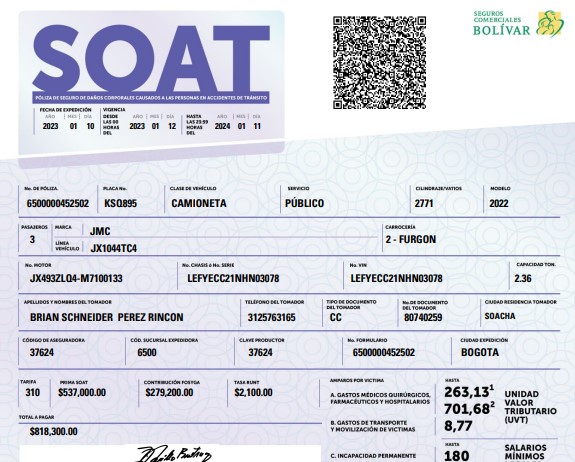 SEGUROS
COMERCIALES
BOLÍVAR
SOAT
PÓLIZA DE SEGURO DE DAÑOS CORPORALES CAUSADOS A LAS PERSONAS EN ACCIDENTES DE TRÁNSITO
FECHA DE EXPEDICIÓN VIGENCIA
AÑO MES DÍA DESDE LAS 00 HORAS DEL AÑO MES DÍA HASTA LAS 23:59 HORAS DEL AÑO MES DÍA
2023 01 10 2023 01 12 2024 01 11
No. DE PÓLIZA. PLACA No. CLASE DE VEHÍCULO SERVICIO CILINDRAJE/VATIOS MODELO
6500000452502 KSQ895 CAMIONETA PÚBLICO 2771 2022
PASAJEROS MARCA CARROCERÍA
3 JMC 2 - FURGON
LÍNEA VEHÍCULO JX1044TC4
No. MOTOR No. CHASIS ó No. SERIE No. VIN CAPACIDAD TON.
JX493ZLQ4-M7100133 LEFYECC21NHN03078 LEFYECC21NHN03078 2.36
APELLIDOS Y NOMBRES DEL TOMADOR TELÉFONO DEL TOMADOR TIPO DE DOCUMENTO DEL TOMADOR No. DE DOCUMENTO DEL TOMADOR CIUDAD RESIDENCIA TOMADOR
BRIAN SCHNEIDER PEREZ RINCON 3125763165 CC 80740259 SOACHA
CÓDIGO DE ASEGURADORA CÓD. SUCURSAL EXPEDIDORA CLAVE PRODUCTOR No. FORMULARIO CIUDAD EXPEDICIÓN
37624 6500 37624 6500000452502 BOGOTA
TARIFA PRIMA SOAT CONTRIBUCIÓN FOSYGA TASA RUNT AMPAROS POR VICTIMA HASTA
310 $537,000.00 $279,200.00 $2,100.00
A. GASTOS MÉDICOS QUIRÚRGICOS, FARMACÉUTICOS Y HOSPITALARIOS 263,13¹
701,68²
UNIDAD VALOR TRIBUTARIO (UVT)
TOTAL A PAGAR
$818,300.00
B. GASTOS DE TRANSPORTE Y MOVILIZACIÓN DE VICTIMAS 8,77
HASTA
C. INCAPACIDAD PERMANENTE 180 SALARIOS MÍNIMOS